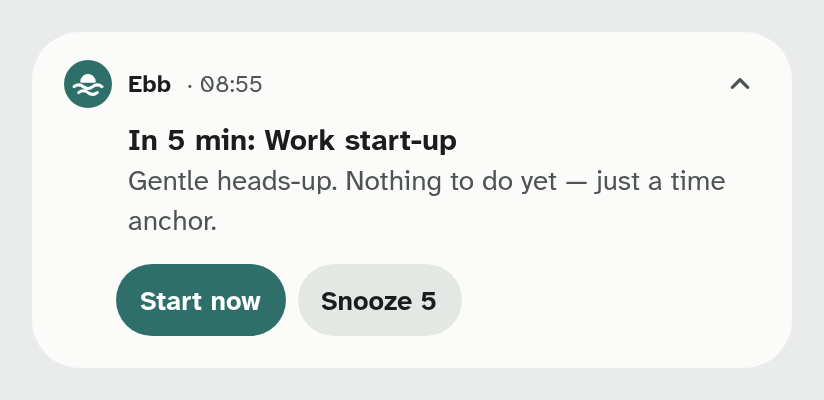 Ebb · 08:55
In 5 min: Work start-up
Gentle heads-up. Nothing to do yet — just a time
anchor.
Start now Snooze 5